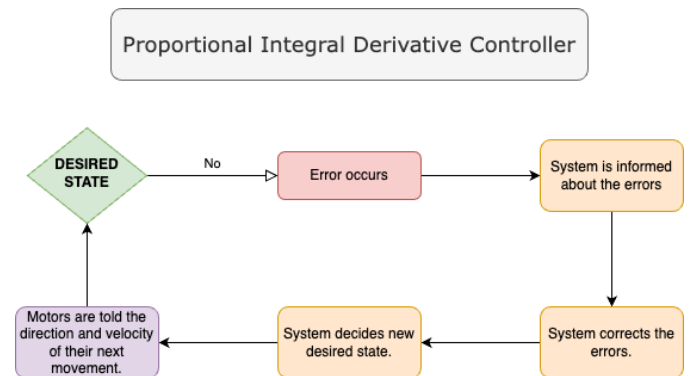 Proportional Integral Derivative Controller
DESIRED
STATE
No
Error occurs
System is informed
about the errors
System corrects the
errors.
System decides new
desired state.
Motors are told the
direction and velocity
of their next
movement.